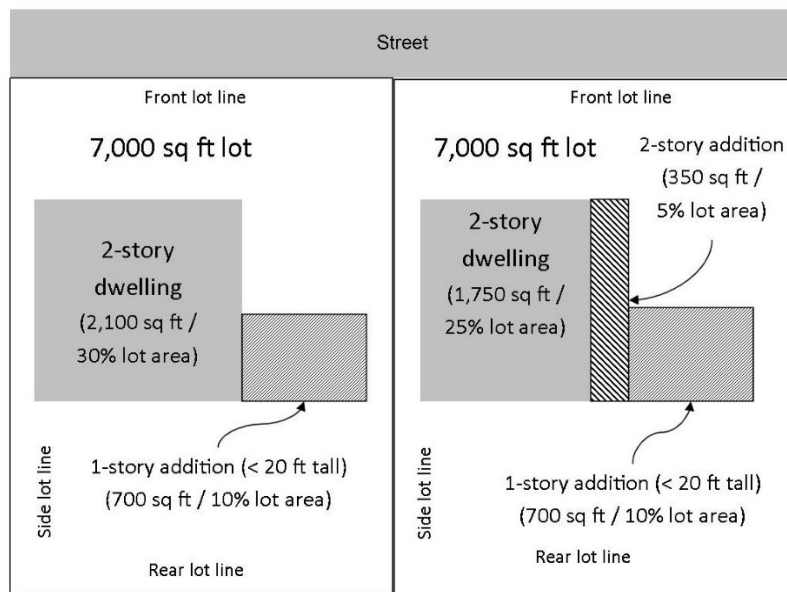 Street
Front lot line
7,000 sq ft lot
2-story
dwelling
(2,100 sq ft /
30% lot area)
1-story addition (< 20 ft tall)
(700 sq ft / 10% lot area)
Side lot line
Rear lot line
Front lot line
7,000 sq ft lot
2-story addition
(350 sq ft /
5% lot area)
2-story
dwelling
(1,750 sq ft /
25% lot area)
1-story addition (< 20 ft tall)
(700 sq ft / 10% lot area)
Side lot line
Rear lot line